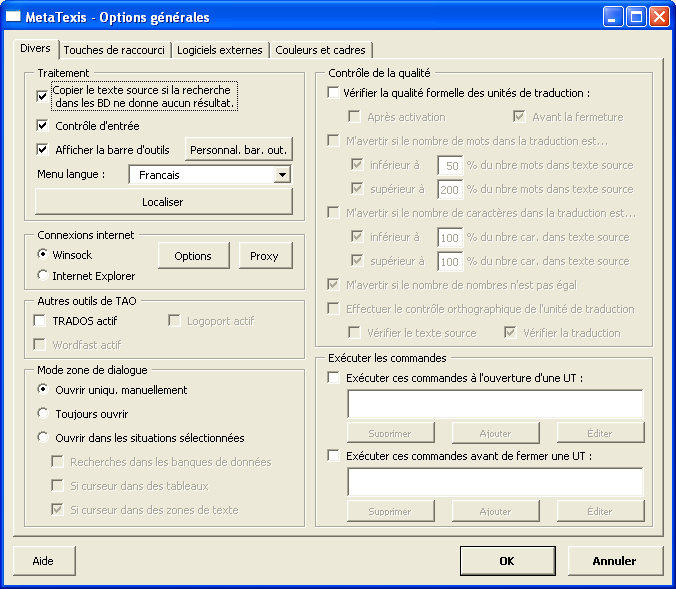 MetaTexis - Options générales
Divers
Touches de raccourci
Logiciels externes
Couleurs et cadres
Traitement
Copier le texte source si la recherche
dans les BD ne donne aucun résultat.
Contrôle d'entrée
Afficher la barre d'outils
Personnal. bar. out.
Menu langue :
Francais
Localiser
Connexions internet
Winsock
Options
Proxy
Internet Explorer
Autres outils de TAO
TRADOS actif
Logoport actif
Wordfast actif
Mode zone de dialogue
Ouvrir uniqu. manuellement
Toujours ouvrir
Ouvrir dans les situations sélectionnées
Recherches dans les banques de données
Si curseur dans des tableaux
Si curseur dans des zones de texte
Contrôle de la qualité
Vérifier la qualité formelle des unités de traduction :
Après activation
Avant la fermeture
M'avertir si le nombre de mots dans la traduction est...
inférieur à 50 % du nbre mots dans texte source
supérieur à 200 % du nbre mots dans texte source
M'avertir si le nombre de caractères dans la traduction est...
inférieur à 100 % du nbre car. dans texte source
supérieur à 100 % du nbre car. dans texte source
M'avertir si le nombre de nombres n'est pas égal
Effectuer le contrôle orthographique de l'unité de traduction
Vérifier le texte source
Vérifier la traduction
Exécuter les commandes
Exécuter ces commandes à l'ouverture d'une UT :
Supprimer
Ajouter
Éditer
Exécuter ces commandes avant de fermer une UT :
Supprimer
Ajouter
Éditer
Aide
OK
Annuler